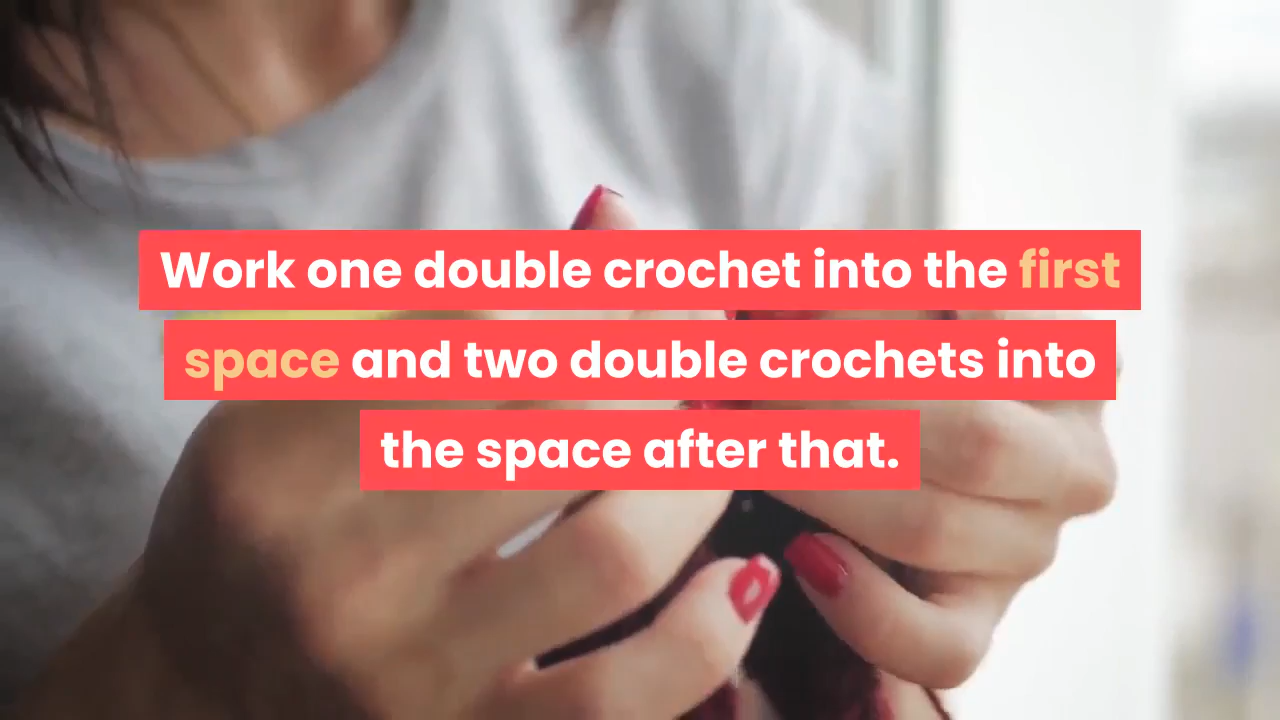 Work one double crochet into the first
space and two double crochets into
the space after that.